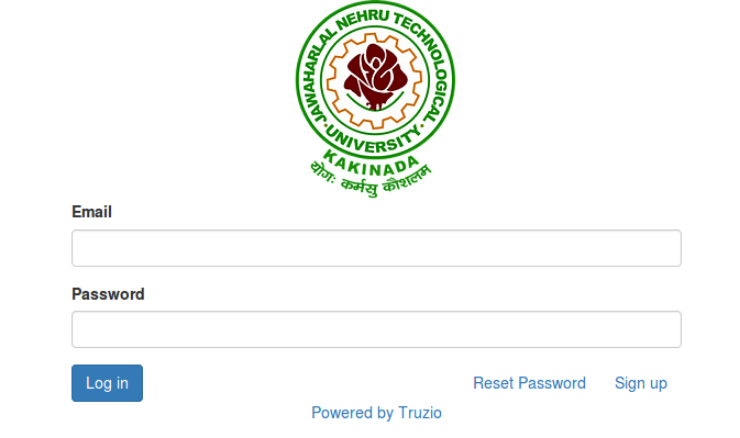 JAWAHARLAL NEHRU TECHNOLOGICAL
UNIVERSITY
KAKINADA
योगः कर्मसु कौशलम
Email
Password
Log in
Reset Password
Sign up
Powered by Truzio